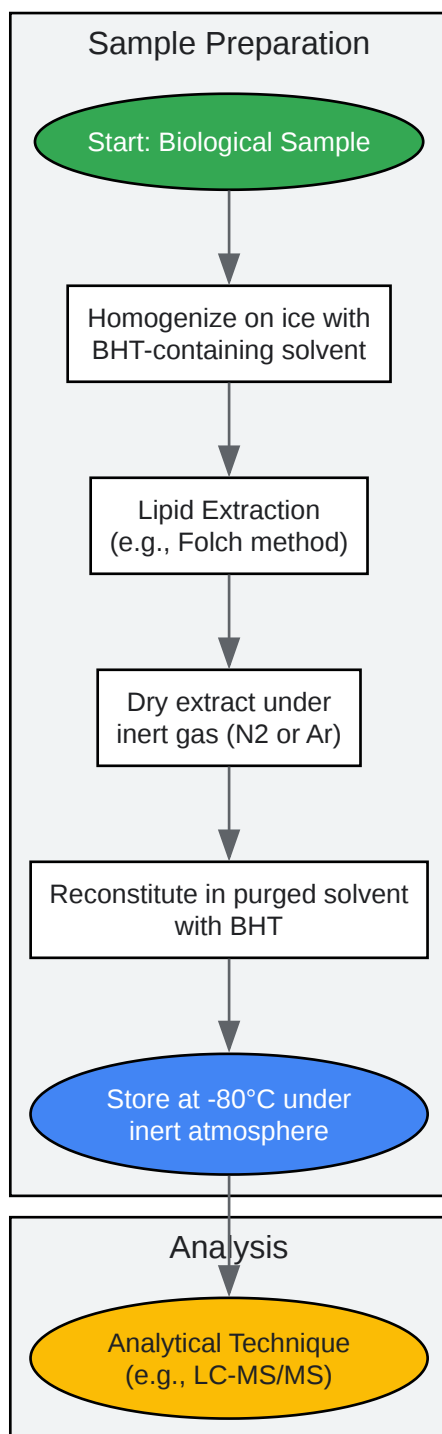 Sample Preparation
Start: Biological Sample
Homogenize on ice with
BHT-containing solvent
Lipid Extraction
(e.g., Folch method)
Dry extract under
inert gas (N2 or Ar)
Reconstitute in purged solvent
with BHT
Store at -80°C under
inert atmosphere
Analysis
Analytical Technique
(e.g., LC-MS/MS)